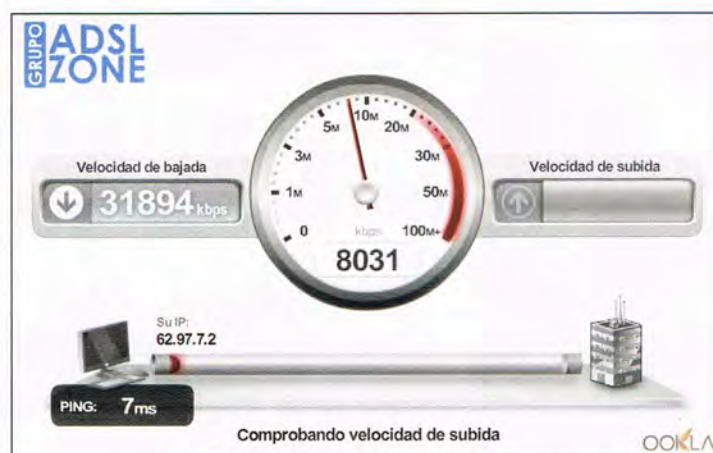 GRUPO ADSL ZONE
Velocidad de bajada
31894 kbps
Velocidad de subida
0
1M
3M
5M
10M
20M
30M
50M
100M+
kbps
8031
Su IP:
62.97.7.2
PING: 7ms
Comprobando velocidad de subida
OOKLA